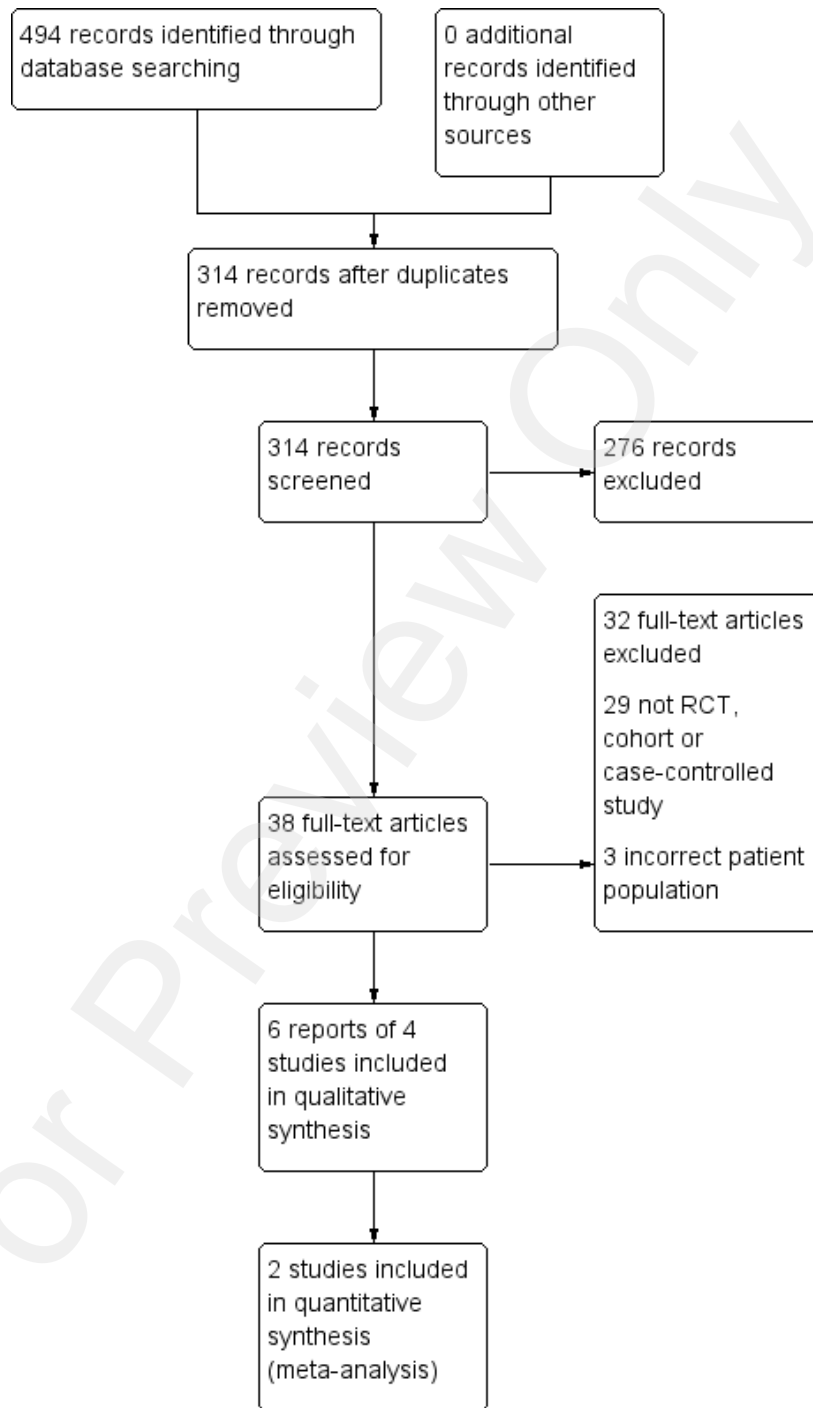 494 records identified through
database searching
0 additional
records identified
through other
sources
314 records after duplicates
removed
314 records
screened
276 records
excluded
32 full-text articles
excluded
29 not RCT,
cohort or
case-controlled
study
3 incorrect patient
population
38 full-text articles
assessed for
eligibility
6 reports of 4
studies included
in qualitative
synthesis
2 studies included
in quantitative
synthesis
(meta-analysis)
or Preview Only